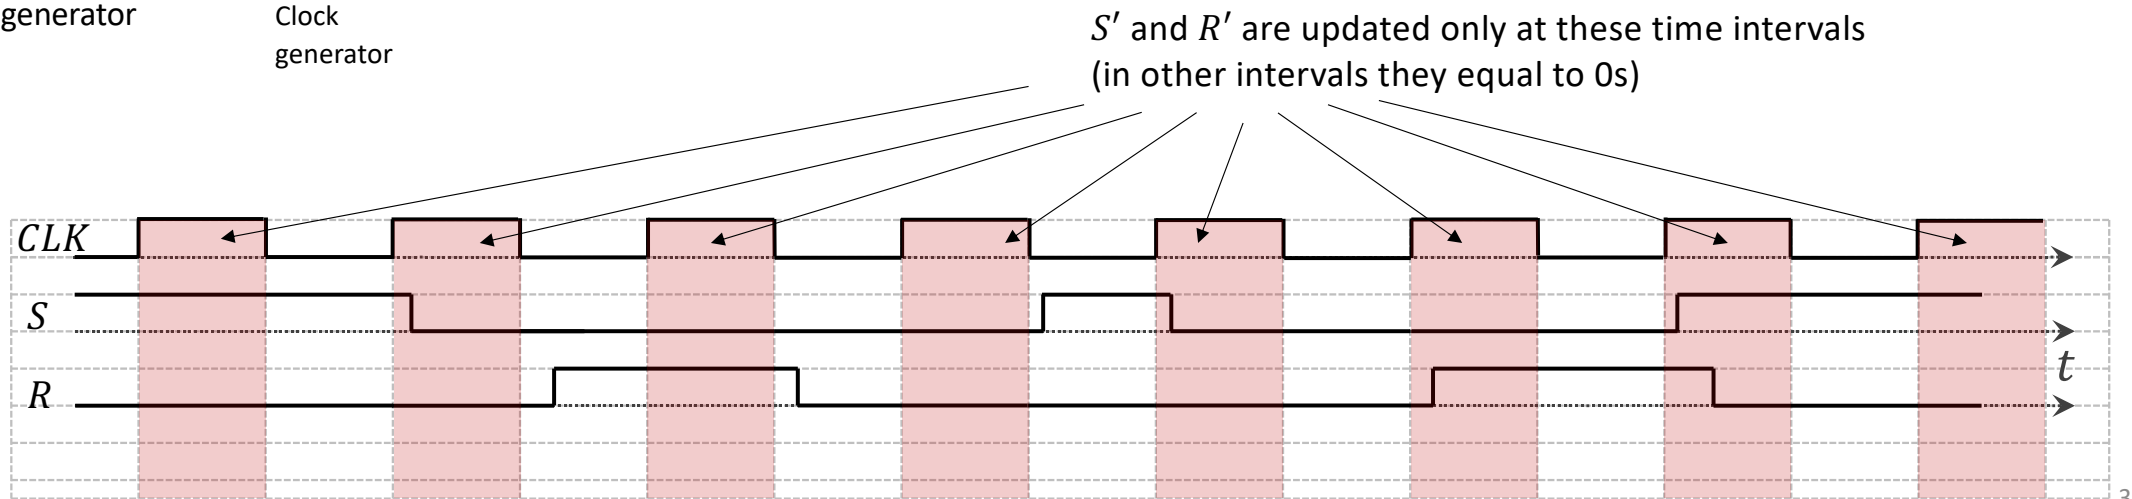 generator
Clock
generator
S′ and R′ are updated only at these time intervals
(in other intervals they equal to 0s)
CLK
S
t
R
3